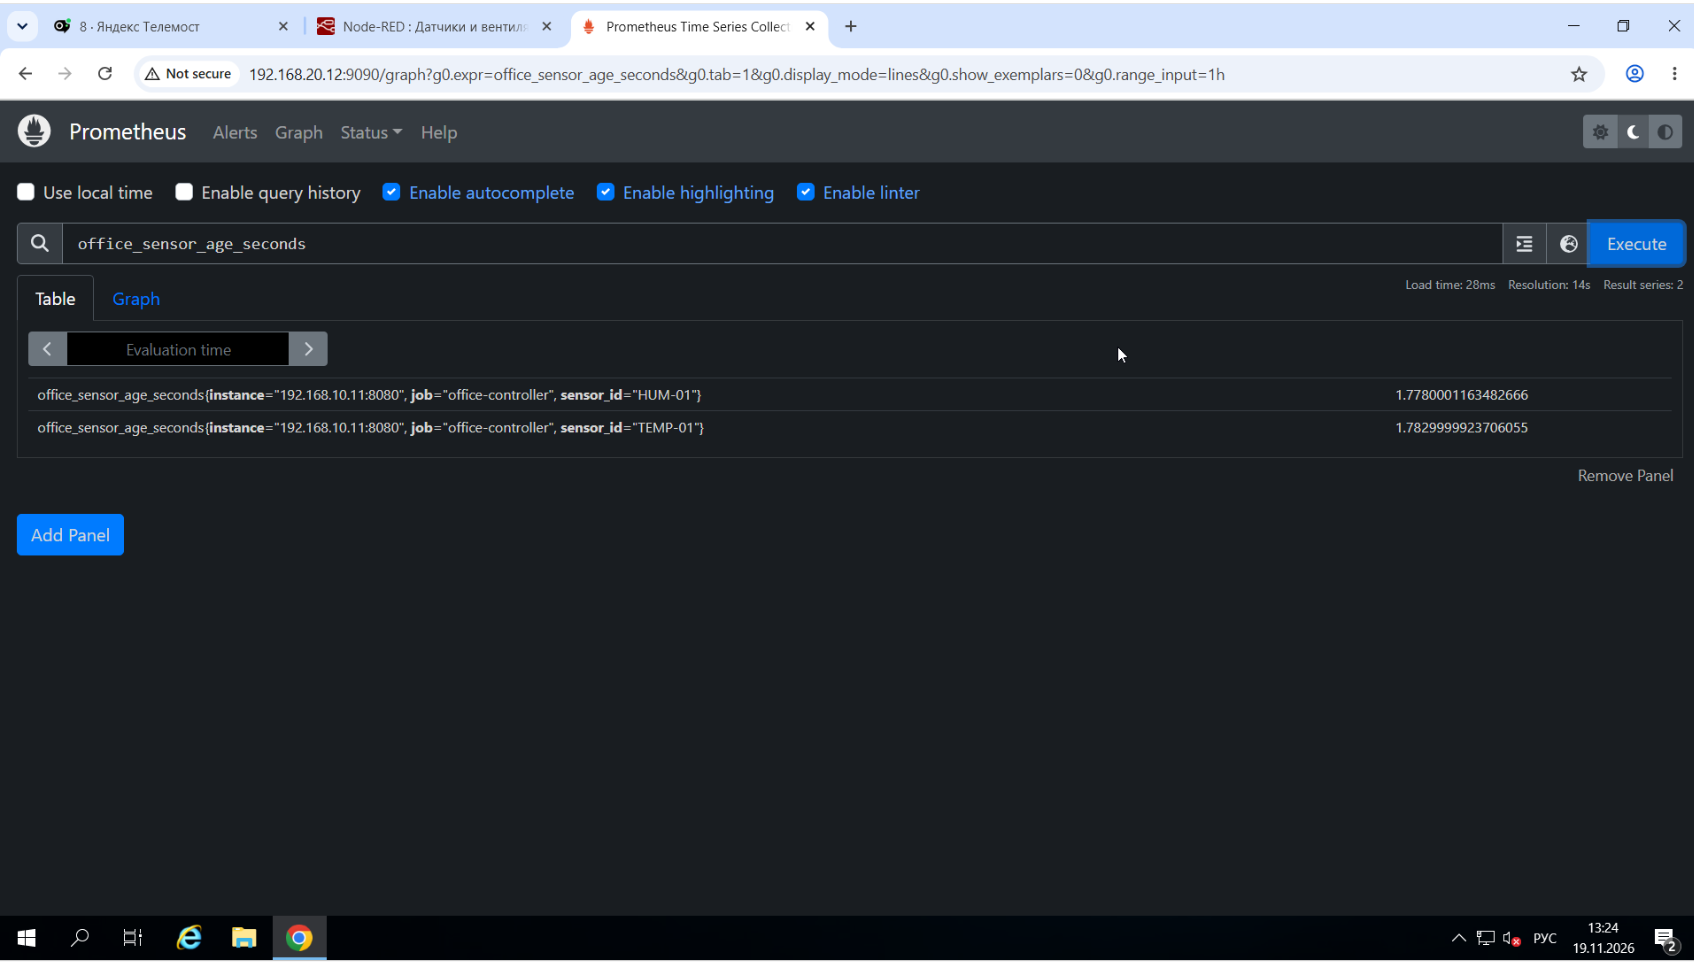 8 · Яндекс Телемост
Node-RED : Датчики и вентиля
Prometheus Time Series Collect
Not secure
192.168.20.12:9090/graph?g0.expr=office_sensor_age_seconds&g0.tab=1&g0.display_mode=lines&g0.show_exemplars=0&g0.range_input=1h
Prometheus Alerts Graph Status Help
Use local time Enable query history Enable autocomplete Enable highlighting Enable linter
office_sensor_age_seconds
Execute
Load time: 28ms Resolution: 14s Result series: 2
Table Graph
Evaluation time
office_sensor_age_seconds{instance="192.168.10.11:8080", job="office-controller", sensor_id="HUM-01"} 1.7780001163482666
office_sensor_age_seconds{instance="192.168.10.11:8080", job="office-controller", sensor_id="TEMP-01"} 1.7829999923706055
Remove Panel
Add Panel
РУС
13:24
19.11.2026
2